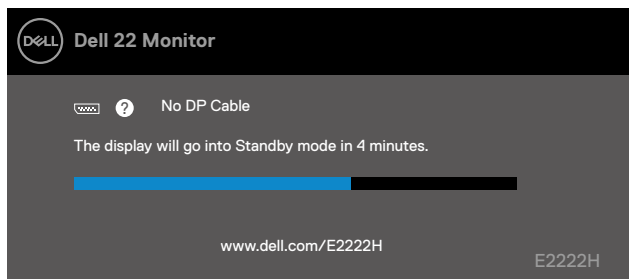 DELL Dell 22 Monitor
? No DP Cable
The display will go into Standby mode in 4 minutes.
www.dell.com/E2222H
E2222H